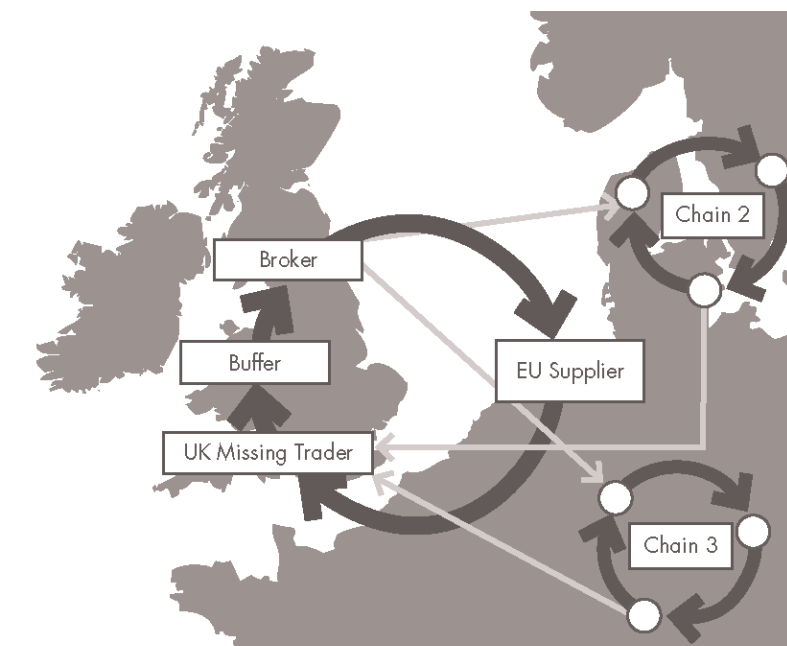 Chain 2
Broker
Buffer
EU Supplier
UK Missing Trader
Chain 3